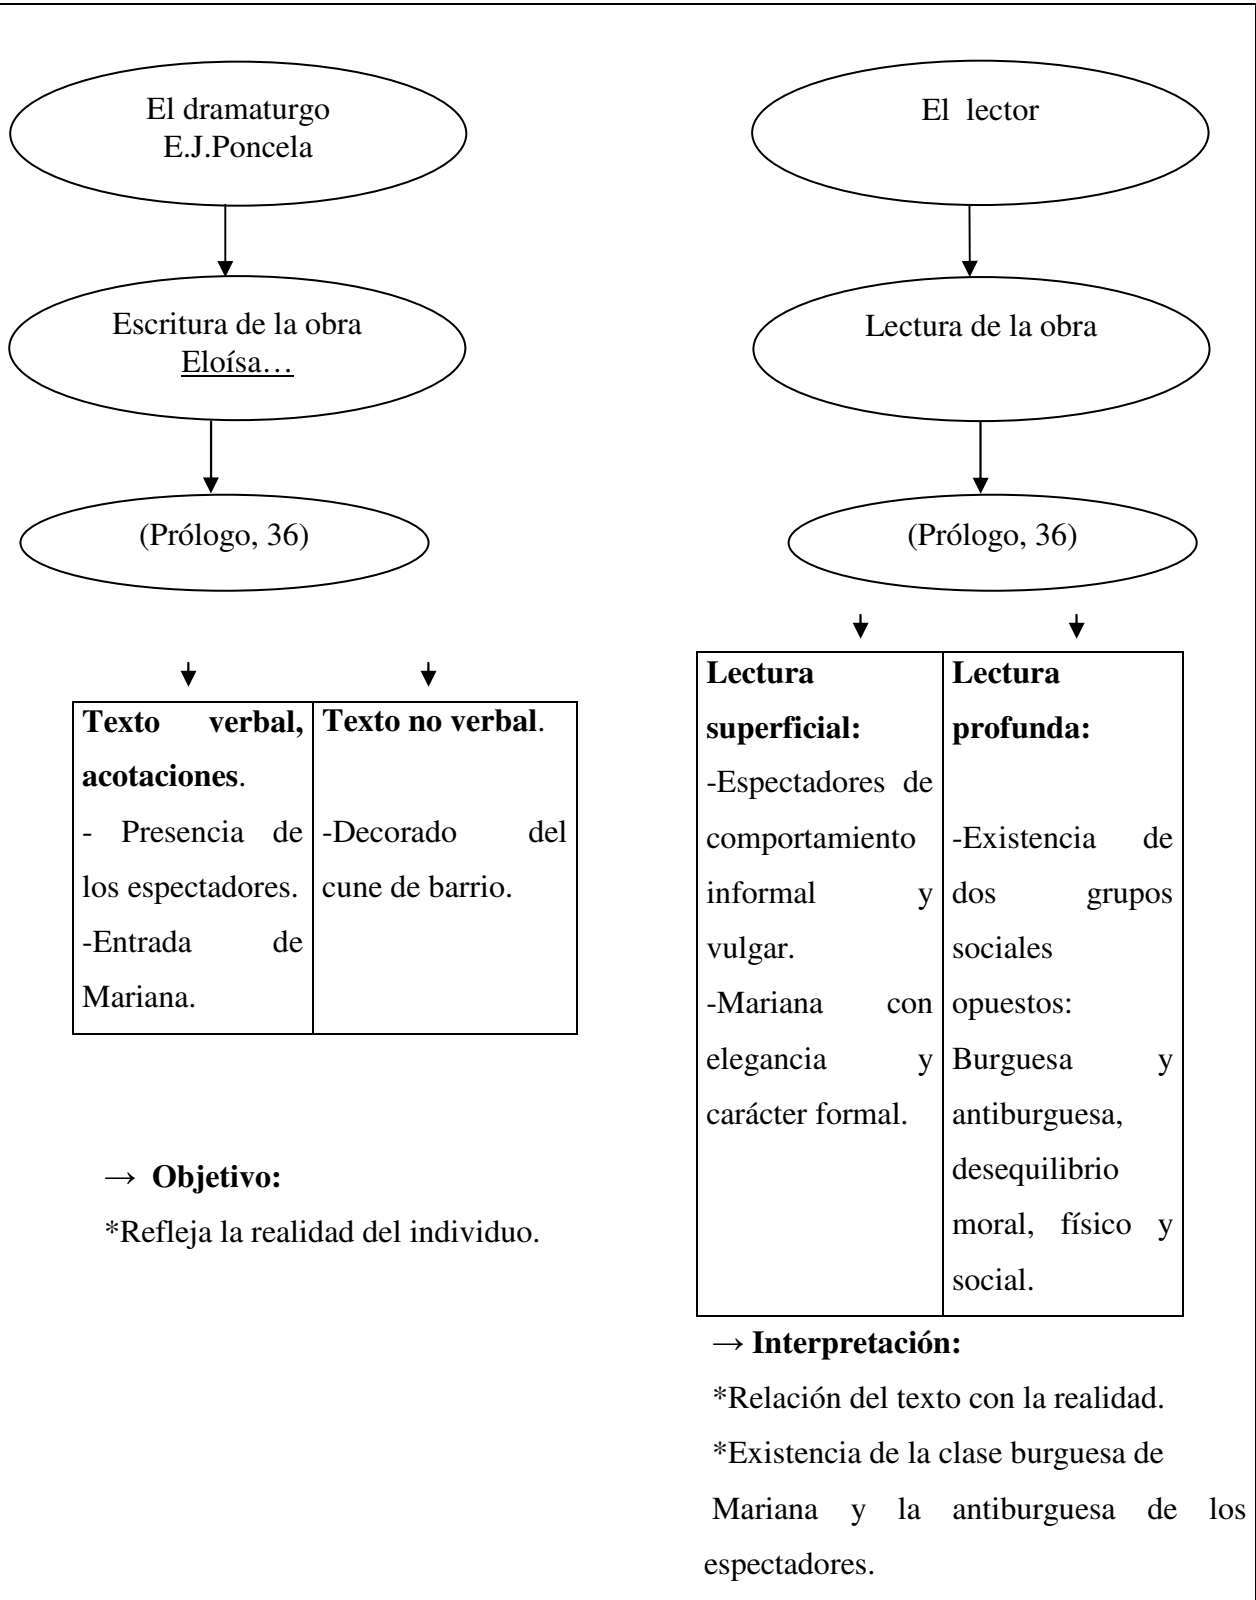 El dramaturgo
E.J.Poncela
Escritura de la obra
Eloísa…
(Prólogo, 36)
Texto verbal,
acotaciones.
- Presencia de
los espectadores.
-Entrada de
Mariana.
Texto no verbal.
-Decorado del
cune de barrio.
→ Objetivo:
*Refleja la realidad del individuo.
El lector
Lectura de la obra
(Prólogo, 36)
Lectura
superficial:
-Espectadores de
comportamiento
informal y
vulgar.
-Mariana con
elegancia y
carácter formal.
Lectura
profunda:
-Existencia de
dos grupos
sociales
opuestos:
Burguesa y
antiburguesa,
desequilibrio
moral, físico y
social.
→ Interpretación:
*Relación del texto con la realidad.
*Existencia de la clase burguesa de
Mariana y la antiburguesa de los
espectadores.